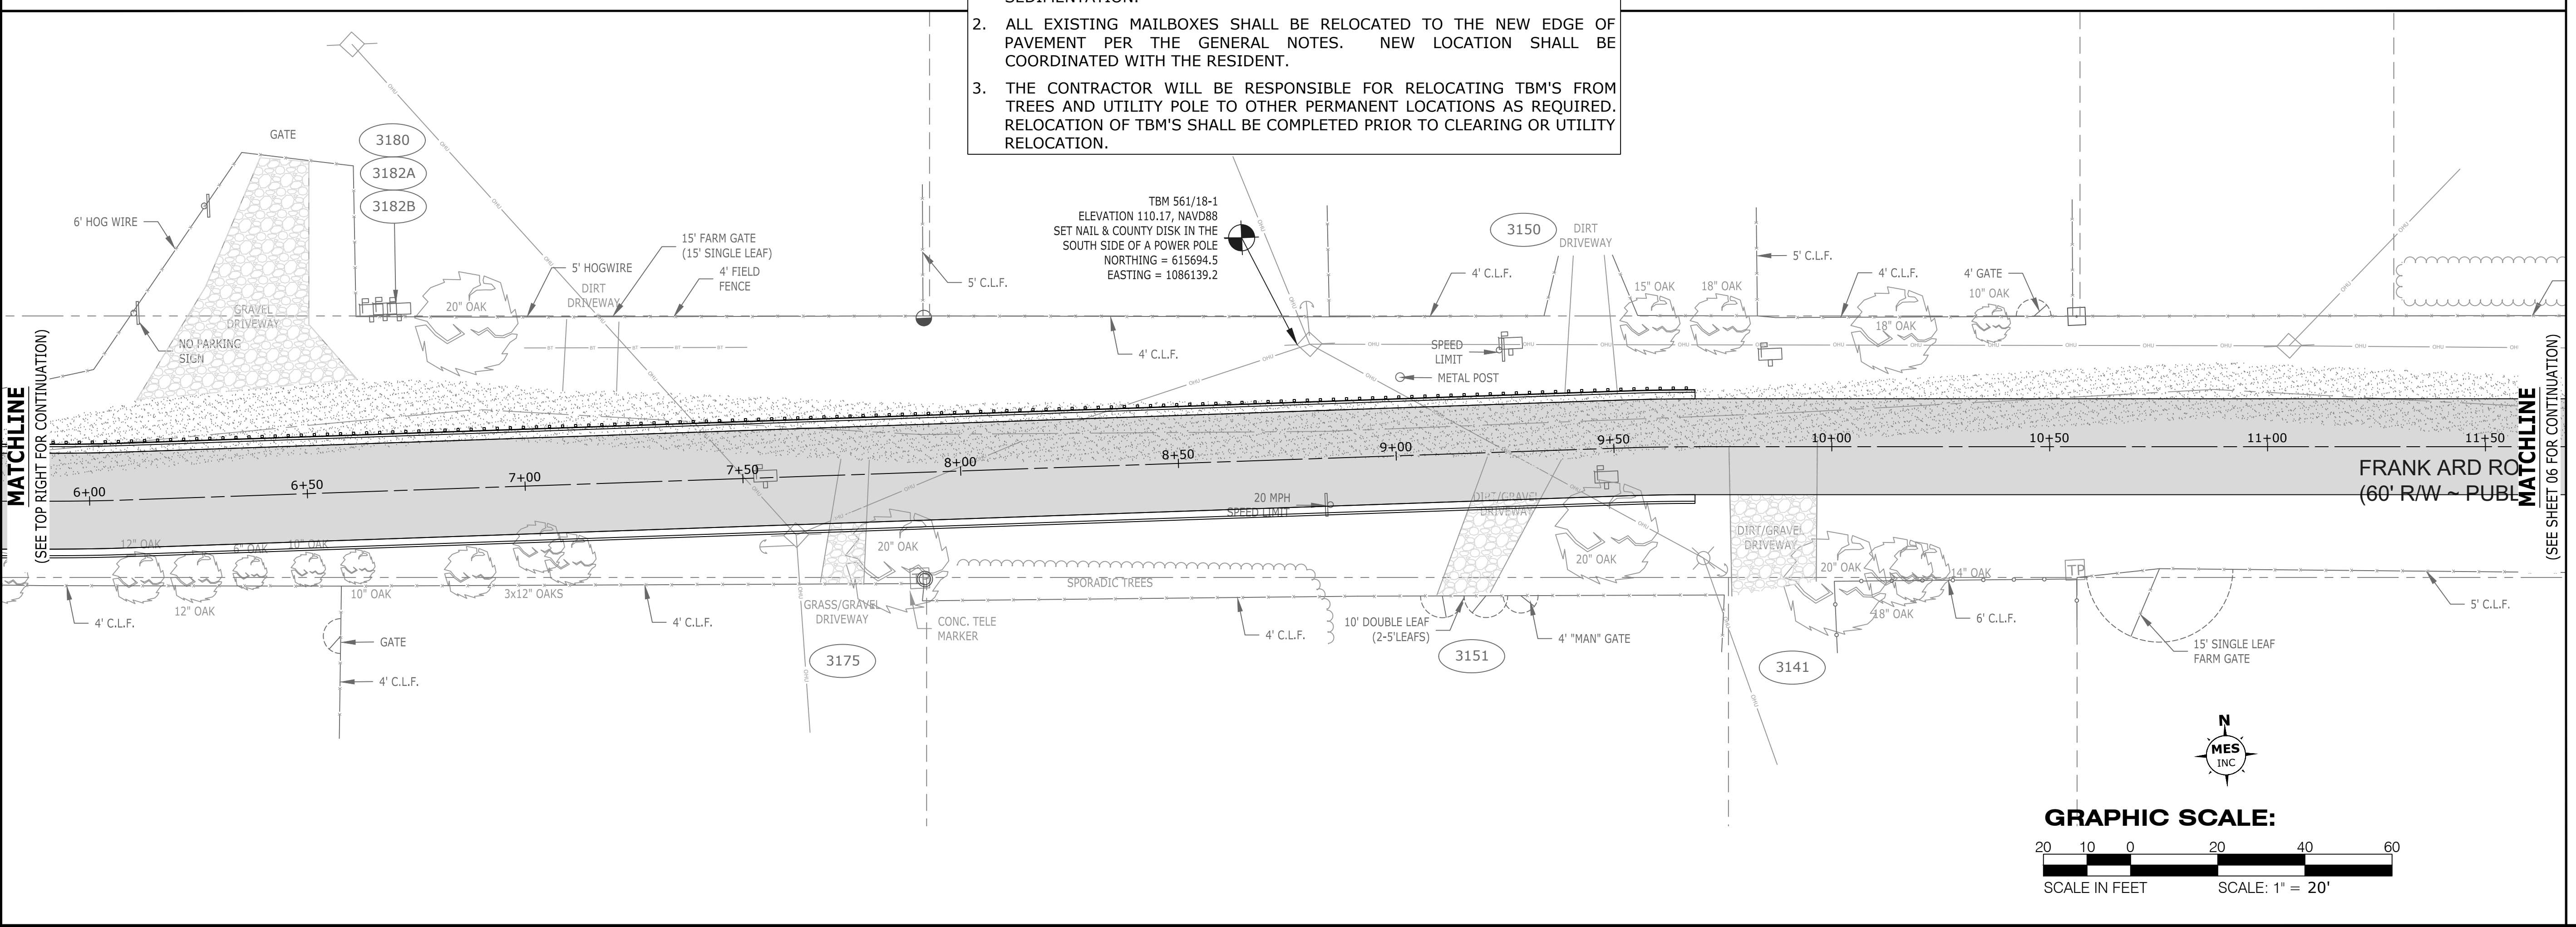 SEDIMENTATION.
2. ALL EXISTING MAILBOXES SHALL BE RELOCATED TO THE NEW EDGE OF
PAVEMENT PER THE GENERAL NOTES. NEW LOCATION SHALL BE
COORDINATED WITH THE RESIDENT.
3. THE CONTRACTOR WILL BE RESPONSIBLE FOR RELOCATING TBM'S FROM
TREES AND UTILITY POLE TO OTHER PERMANENT LOCATIONS AS REQUIRED.
RELOCATION OF TBM'S SHALL BE COMPLETED PRIOR TO CLEARING OR UTILITY
RELOCATION.
GATE
3180
3182A
3182B
6' HOG WIRE
15' FARM GATE
(15' SINGLE LEAF)
4' FIELD
FENCE
5' HOGWIRE
DIRT
DRIVEWAY
20" OAK
GRAVEL
DRIVEWAY
NO PARKING
SIGN
5' C.L.F.
4' C.L.F.
TBM 561/18-1
ELEVATION 110.17, NAVD88
SET NAIL & COUNTY DISK IN THE
SOUTH SIDE OF A POWER POLE
NORTHING = 615694.5
EASTING = 1086139.2
4' C.L.F.
3150
DIRT
DRIVEWAY
15" OAK
18" OAK
5' C.L.F.
4' C.L.F.
4' GATE
10" OAK
18" OAK
SPEED
LIMIT
METAL POST
MATCHLINE
(SEE TOP RIGHT FOR CONTINUATION)
MATCHLINE
(SEE SHEET 06 FOR CONTINUATION)
6+00
6+50
7+00
7+50
8+00
8+50
9+00
9+50
10+00
10+50
11+00
11+50
FRANK ARD RO
(60' R/W ~ PUBL
20 MPH
SPEED LIMIT
DIRT/GRAVEL
DRIVEWAY
DIRT/GRAVEL
DRIVEWAY
12" OAK
6" OAK
10" OAK
12" OAK
10" OAK
3x12" OAKS
20" OAK
20" OAK
20" OAK
14" OAK
18" OAK
TP
SPORADIC TREES
GRASS/GRAVEL
DRIVEWAY
CONC. TELE
MARKER
4' C.L.F.
GATE
4' C.L.F.
4' C.L.F.
4' C.L.F.
10' DOUBLE LEAF
(2-5'LEAFS)
4' "MAN" GATE
6' C.L.F.
5' C.L.F.
15' SINGLE LEAF
FARM GATE
3175
3151
3141
N
MES
INC
GRAPHIC SCALE:
20 10 0 20 40 60
SCALE IN FEET SCALE: 1" = 20'